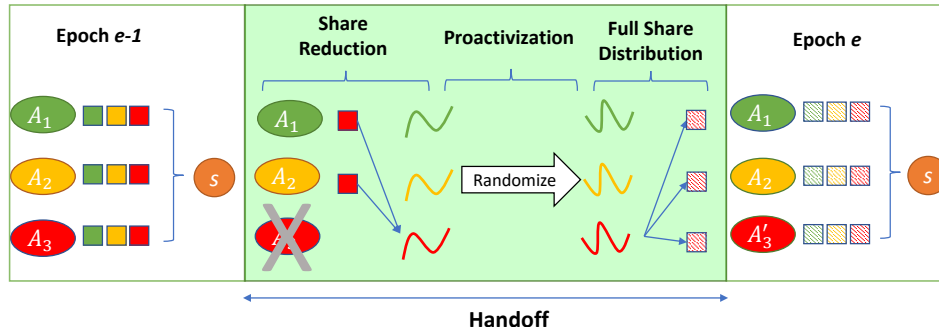 Epoch e-1
Share
Reduction
Proactivization
Full Share
Distribution
Epoch e
A1
A1
A1
A2
s
A2
Randomize
A2
s
A3
A′3
Handoff